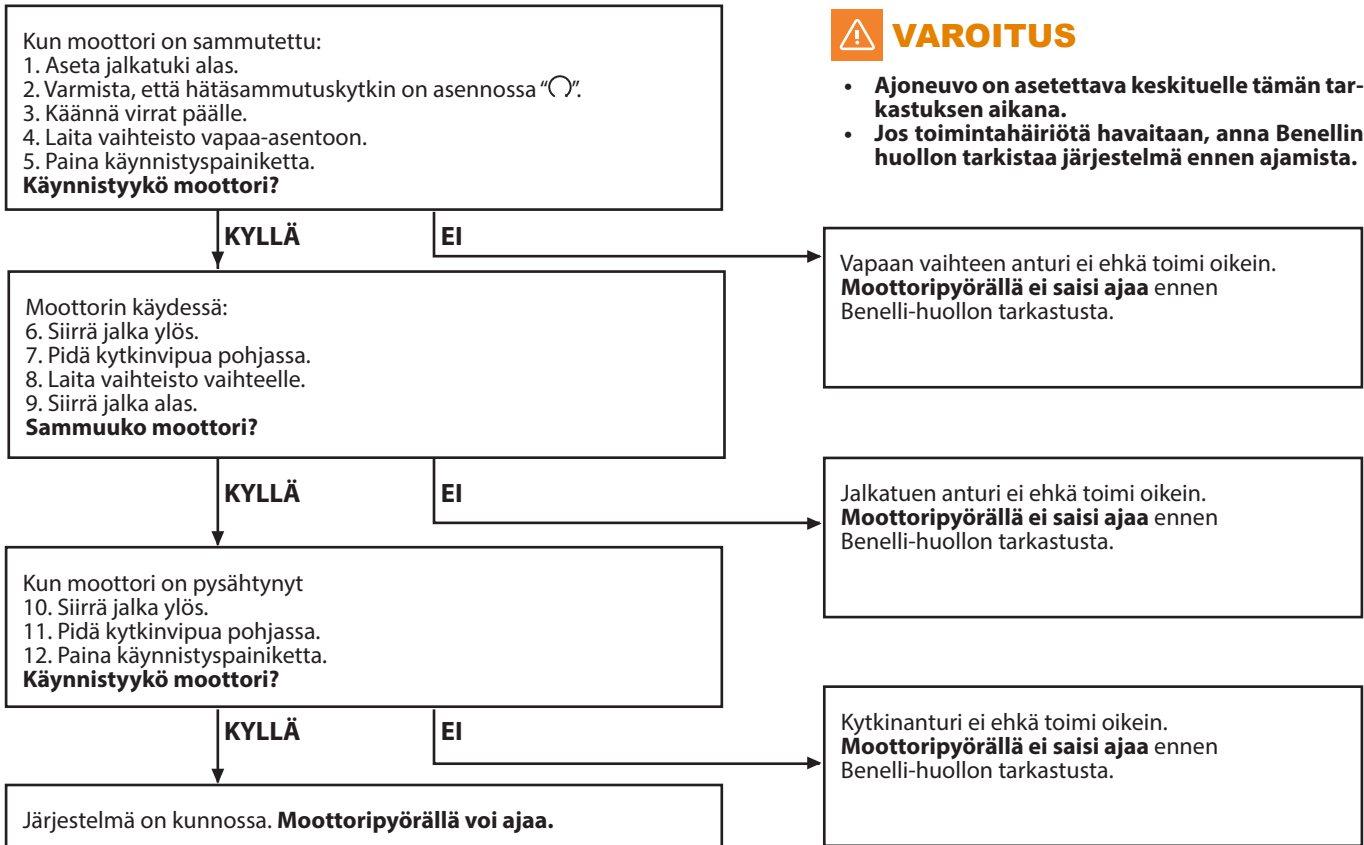 Kun moottori on sammutettu:
1. Aseta jalkatuki alas.
2. Varmista, että hätäsammutuskytkin on asennossa “◯”.
3. Käännä virrat päälle.
4. Laita vaihteisto vapaa-asentoon.
5. Paina käynnistyspainiketta.
Käynnistyykö moottori?
VAROITUS
• Ajoneuvo on asetettava keskituelle tämän tar-
kastuksen aikana.
• Jos toimintahäiriötä havaitaan, anna Benellin
huollon tarkistaa järjestelmä ennen ajamista.
KYLLÄ
EI
Vapaan vaihteen anturi ei ehkä toimi oikein.
Moottoripyörällä ei saisi ajaa ennen
Benelli-huollon tarkastusta.
Moottorin käydessä:
6. Siirrä jalka ylös.
7. Pidä kytkinvipua pohjassa.
8. Laita vaihteisto vaihteelle.
9. Siirrä jalka alas.
Sammuuko moottori?
KYLLÄ
EI
Jalkatuen anturi ei ehkä toimi oikein.
Moottoripyörällä ei saisi ajaa ennen
Benelli-huollon tarkastusta.
Kun moottori on pysähtynyt
10. Siirrä jalka ylös.
11. Pidä kytkinvipua pohjassa.
12. Paina käynnistyspainiketta.
Käynnistyykö moottori?
KYLLÄ
EI
Kytkinanturi ei ehkä toimi oikein.
Moottoripyörällä ei saisi ajaa ennen
Benelli-huollon tarkastusta.
Järjestelmä on kunnossa. Moottoripyörällä voi ajaa.